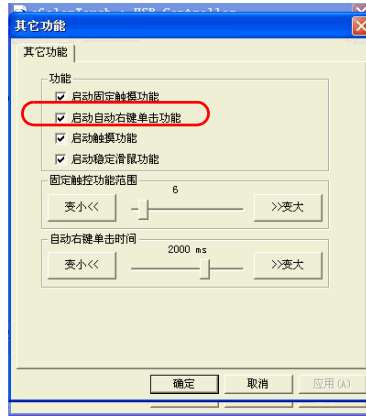 其它功能
其它功能
功能
启动固定触摸功能
启动自动右键单击功能
启动触摸功能
启动稳定滑鼠功能
固定触控功能范围
6
变小<<
>>变大
自动右键单击时间
2000 ms
变小<<
>>变大
确定
取消
应用(A)